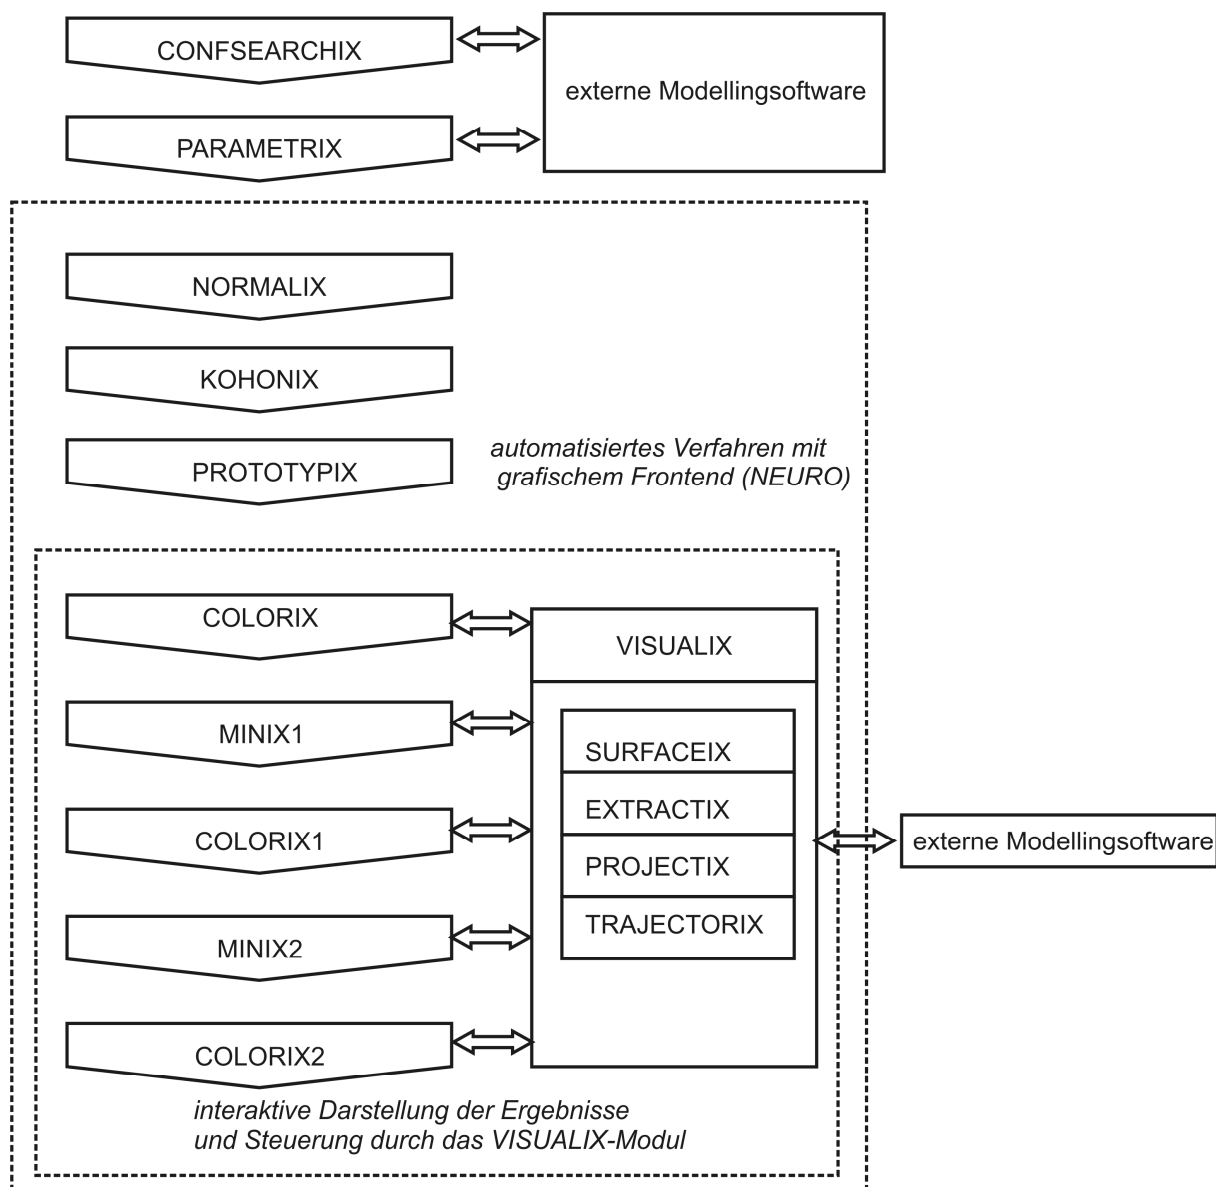 CONFSEARCHIX
externe Modellingsoftware
PARAMETRIX
NORMALIX
KOHONIX
PROTOTYPIX
automatisiertes Verfahren mit
grafischem Frontend (NEURO)
COLORIX
VISUALIX
MINIX1
SURFACEIX
EXTRACTIX
COLORIX1
externe Modellingsoftware
PROJECTIX
TRAJECTORIX
MINIX2
COLORIX2
interaktive Darstellung der Ergebnisse
und Steuerung durch das VISUALIX-Modul